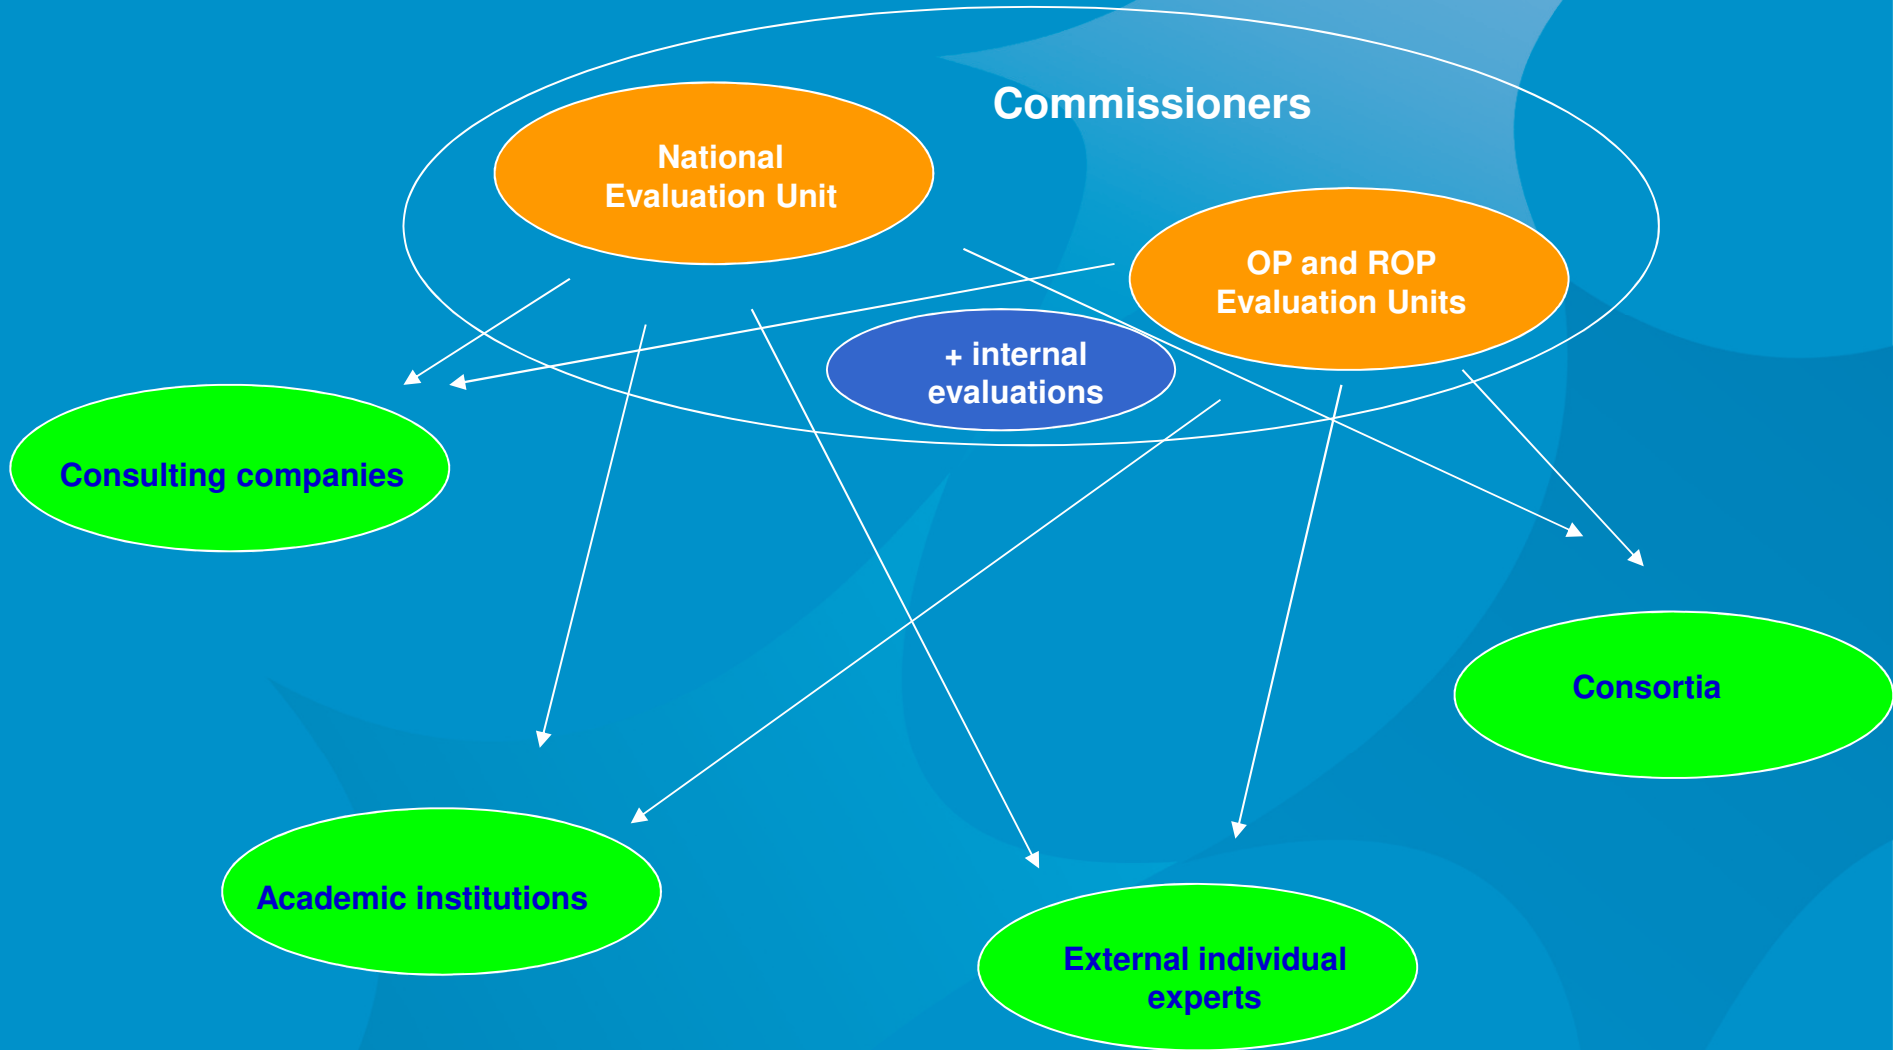 Commissioners
National
Evaluation Unit
OP and ROP
Evaluation Units
+ internal
evaluations
Consulting companies
Consortia
Academic institutions
External individual
experts